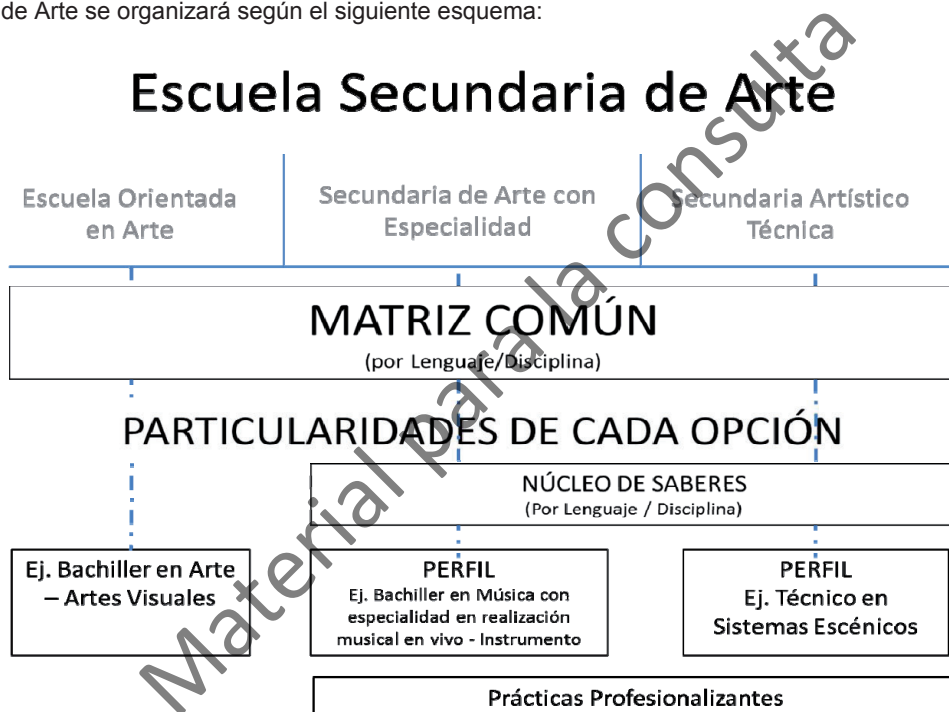 de Arte se organizará según el siguiente esquema:
Escuela Secundaria de Arte
Escuela Orientada
en Arte
Secundaria de Arte con
Especialidad
Secundaria Artístico
Técnica
MATRIZ COMÚN
(por Lenguaje/Disciplina)
PARTICULARIDADES DE CADA OPCIÓN
NÚCLEO DE SABERES
(Por Lenguaje / Disciplina)
Ej. Bachiller en Arte
– Artes Visuales
PERFIL
Ej. Bachiller en Música con
especialidad en realización
musical en vivo - Instrumento
PERFIL
Ej. Técnico en
Sistemas Escénicos
Prácticas Profesionalizantes
Material para la consulta